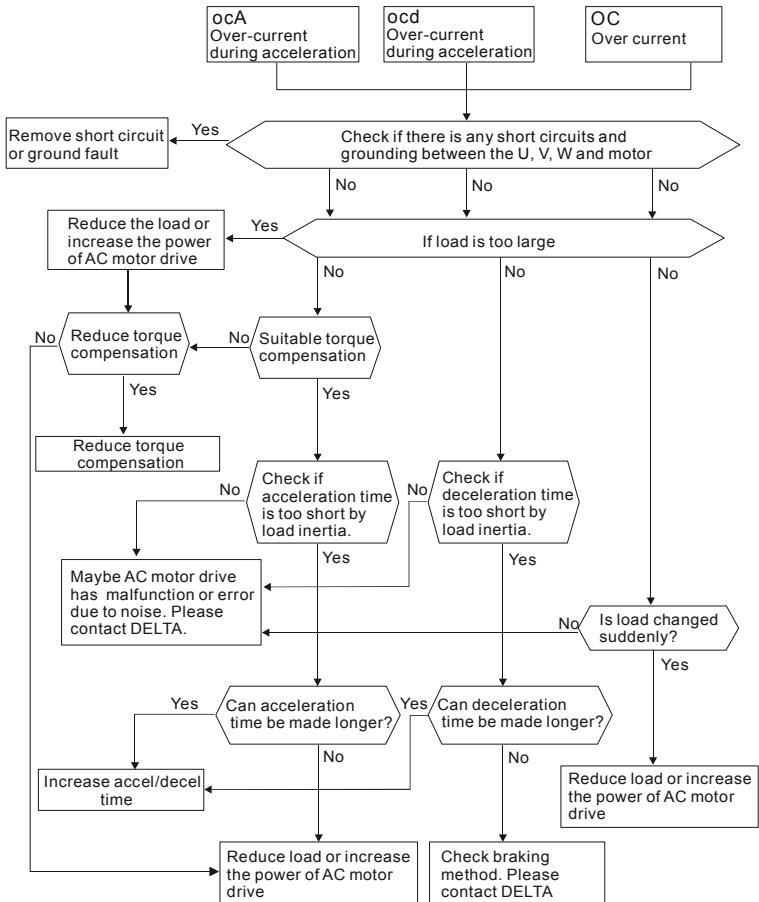 ocA
Over-current
during acceleration
ocd
Over-current
during acceleration
OC
Over current
Remove short circuit
or ground fault
Yes
Check if there is any short circuits and
grounding between the U, V, W and motor
No
No
No
Reduce the load or
increase the power
of AC motor drive
Yes
If load is too large
No
No
No
No
Reduce torque
compensation
No
Suitable torque
compensation
Yes
Yes
Reduce torque
compensation
No
Check if
acceleration time
is too short by
load inertia.
No
Check if
deceleration time
is too short by
load inertia.
Yes
Yes
Maybe AC motor drive
has malfunction or error
due to noise. Please
contact DELTA.
No
Is load changed
suddenly?
Yes
Yes
Can acceleration
time be made longer?
Yes
Can deceleration
time be made longer?
No
No
Increase accel/decel
time
Reduce load or increase
the power of AC motor
drive
Reduce load or increase
the power of AC motor
drive
Check braking
method. Please
contact DELTA